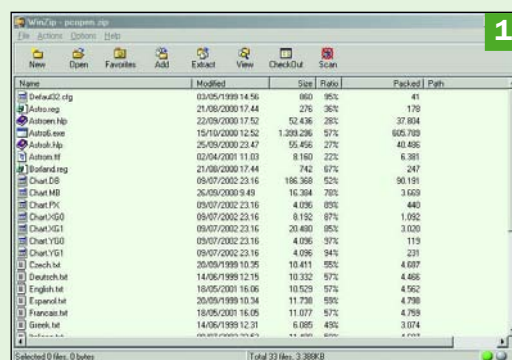 WinZip - pcopen.zip
1
File Actions Options Help
New Open Favorites Add Extract View CheckOut Scan
Name Modified Size Ratio Packed Path
Default32.cfg 03/05/1999 14.56 860 95% 41
Astro.reg 21/08/2000 17.44 276 36% 178
Astroen.hlp 22/09/2000 17.52 52.436 28% 37.804
Astro6.exe 15/10/2000 12.52 1.399.296 57% 605.789
Astrofr.hlp 25/09/2000 23.47 55.456 27% 40.486
Astrom.ttf 02/04/2001 11.03 8.160 22% 6.381
Borland.reg 21/08/2000 17.44 742 67% 247
Chart.DB 09/07/2002 23.16 186.368 52% 90.191
Chart.MB 26/09/2000 9.49 16.384 78% 3.669
Chart.PX 09/07/2002 23.16 4.096 89% 440
Chart.XG0 09/07/2002 23.16 8.192 87% 1.092
Chart.XG1 09/07/2002 23.16 20.480 85% 3.020
Chart.YG0 09/07/2002 23.16 4.096 97% 119
Chart.YG1 09/07/2002 23.16 4.096 94% 231
Czech.txt 20/09/1999 10.35 10.411 55% 4.687
Deutsch.txt 14/06/1999 12.15 10.332 57% 4.466
English.txt 18/05/2001 16.06 10.529 57% 4.562
Espanol.txt 20/09/1999 10.34 11.738 59% 4.798
Francais.txt 18/05/2001 16.05 11.077 57% 4.759
Greek.txt 14/06/1999 12.31 6.085 49% 3.074
Selected 0 files, 0 bytes Total 33 files, 3.388KB